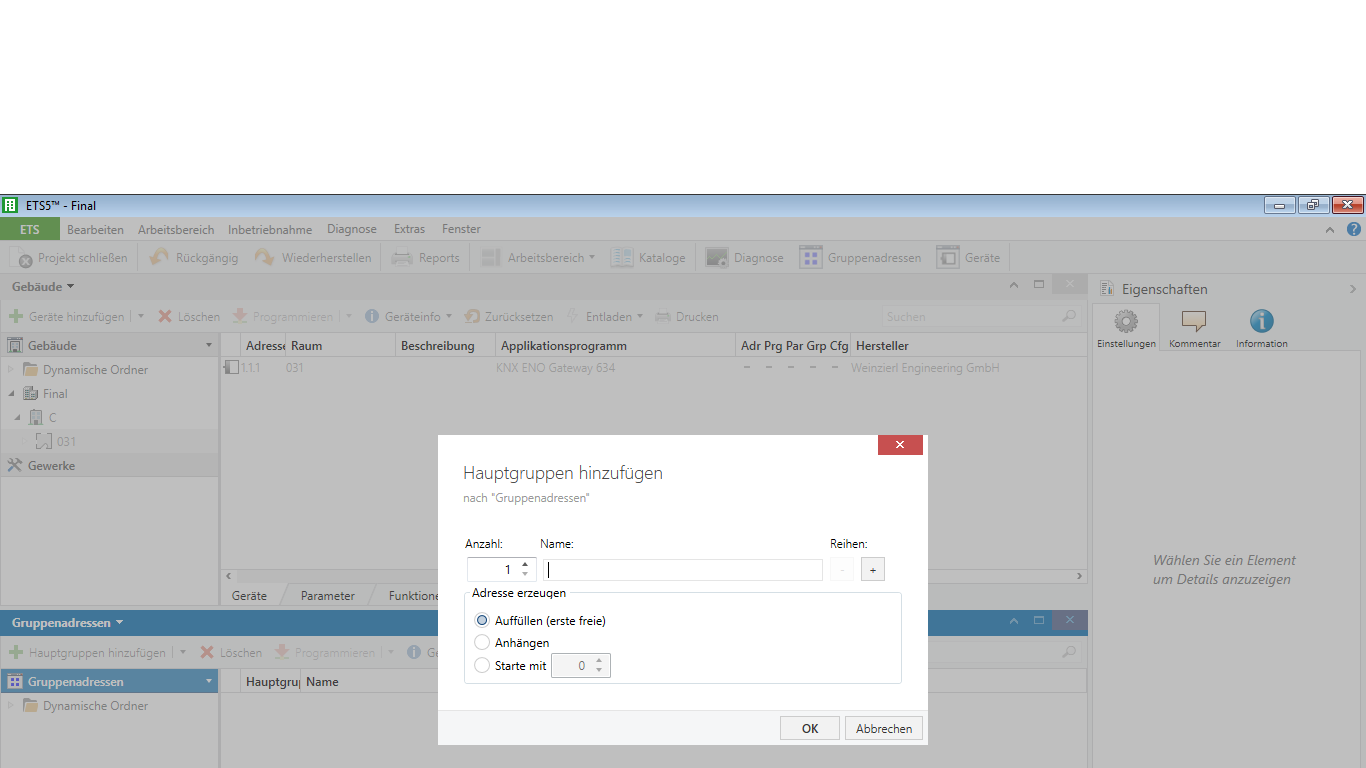 ETS5™ - Final
ETS Bearbeiten Arbeitsbereich Inbetriebnahme Diagnose Extras Fenster
Projekt schließen Rückgängig Wiederherstellen Reports Arbeitsbereich Kataloge Diagnose Gruppenadressen Geräte
Gebäude
Geräte hinzufügen Löschen Programmieren Geräteinfo Zurücksetzen Entladen Drucken Suchen
Gebäude
Dynamische Ordner
Final
C
031
Gewerke
Adresse Raum Beschreibung Applikationsprogramm Adr Prg Par Grp Cfg Hersteller
1.1.1 031 KNX ENO Gateway 634 - - - - - Weinzierl Engineering GmbH
Geräte Parameter Funktione
Eigenschaften
Einstellungen Kommentar Information
Wählen Sie ein Element
um Details anzuzeigen
Gruppenadressen
Hauptgruppen hinzufügen Löschen Programmieren Ge
Gruppenadressen
Dynamische Ordner
Hauptgru Name
Hauptgruppen hinzufügen
nach "Gruppenadressen"
Anzahl: Name: Reihen:
1 - +
Adresse erzeugen
Auffüllen (erste freie)
Anhängen
Starte mit 0
OK Abbrechen